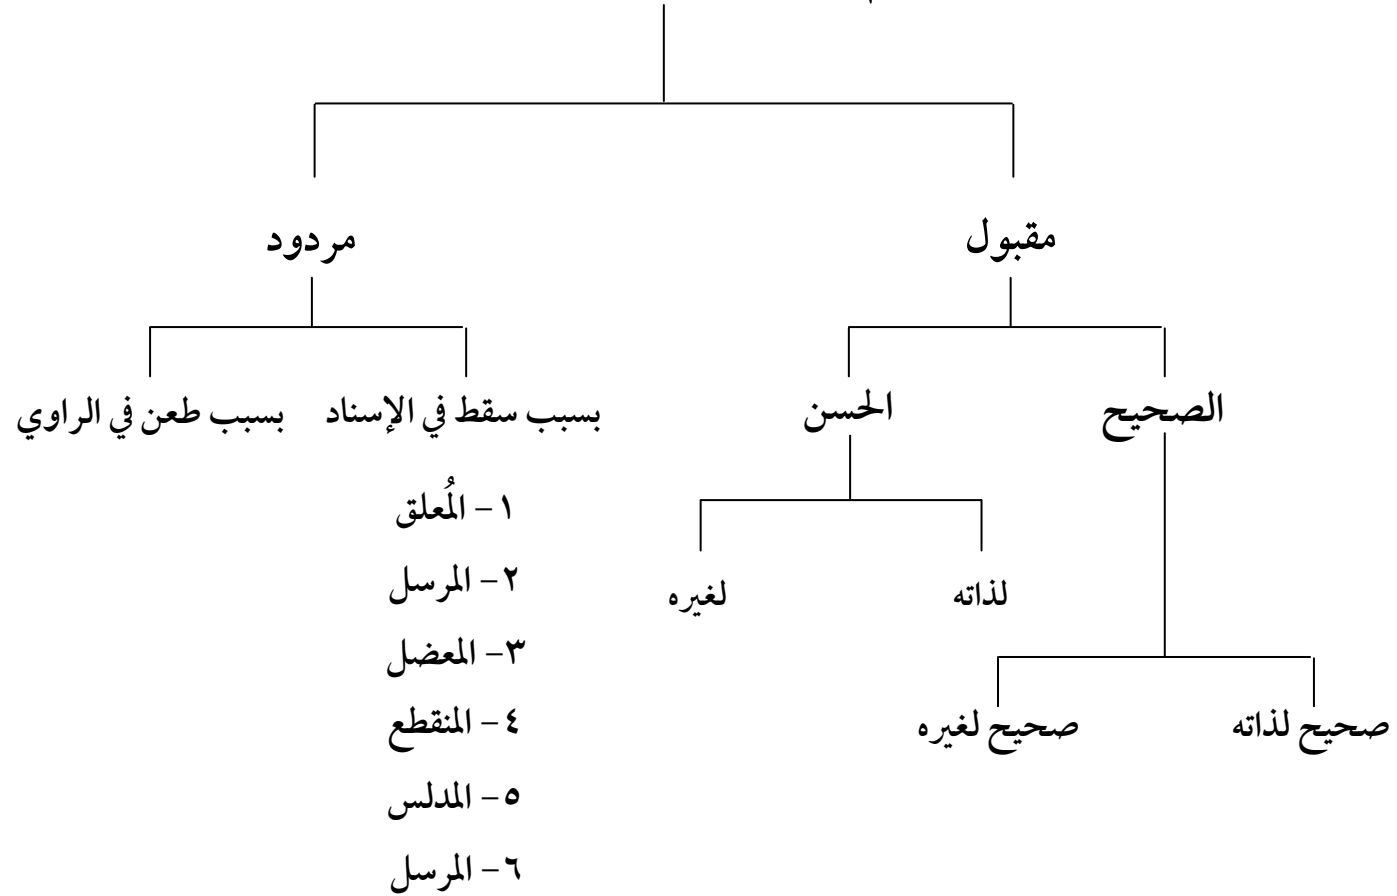 مقبول
مردود
الصحيح
الحسن
بسبب سقط في الإسناد
بسبب طعن في الراوي
١ – المُعلق
٢ – المرسل
٣ – المعضل
٤ – المنقطع
٥ – المدلس
٦ – المرسل
لذاته
لغيره
صحيح لذاته
صحيح لغيره